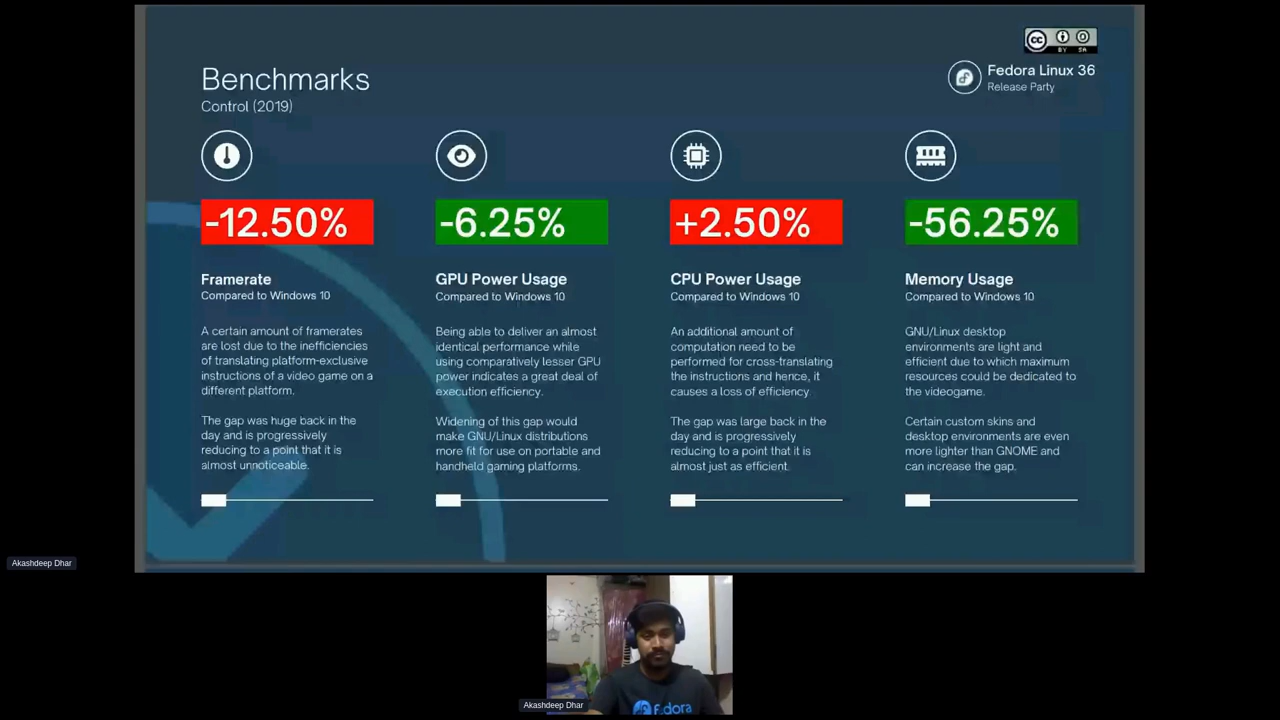 BY SA
Benchmarks
Control (2019)
Fedora Linux 36
Release Party
-12.50%
Framerate
Compared to Windows 10
A certain amount of framerates
are lost due to the inefficiencies
of translating platform-exclusive
instructions of a video game on a
different platform.
The gap was huge back in the
day and is progressively
reducing to a point that it is
almost unnoticeable.
-6.25%
GPU Power Usage
Compared to Windows 10
Being able to deliver an almost
identical performance while
using comparatively lesser GPU
power indicates a great deal of
execution efficiency.
Widening of this gap would
make GNU/Linux distributions
more fit for use on portable and
handheld gaming platforms.
+2.50%
CPU Power Usage
Compared to Windows 10
An additional amount of
computation need to be
performed for cross-translating
the instructions and hence, it
causes a loss of efficiency.
The gap was large back in the
day and is progressively
reducing to a point that it is
almost just as efficient.
-56.25%
Memory Usage
Compared to Windows 10
GNU/Linux desktop
environments are light and
efficient due to which maximum
resources could be dedicated to
the videogame.
Certain custom skins and
desktop environments are even
more lighter than GNOME and
can increase the gap.
Akashdeep Dhar
fedora
Akashdeep Dhar